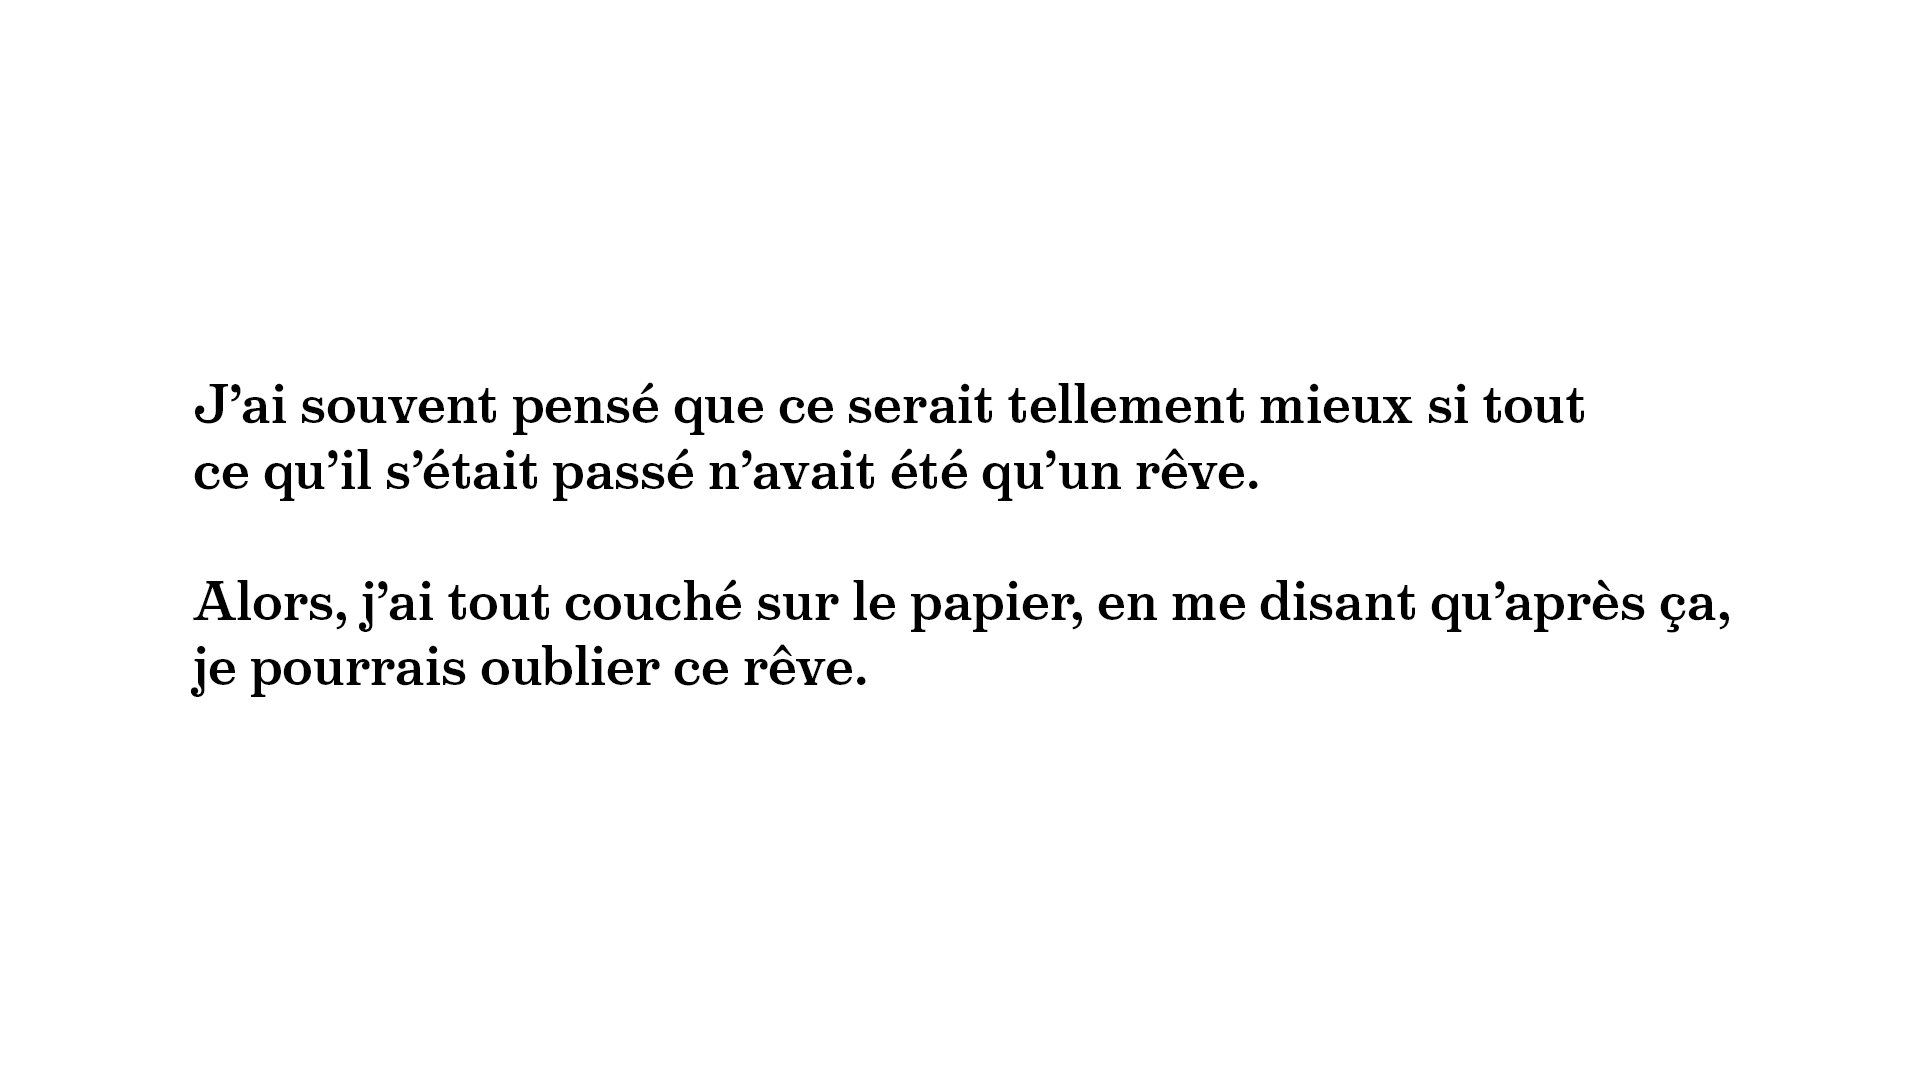 J’ai souvent pensé que ce serait tellement mieux si tout
ce qu’il s’était passé n’avait été qu’un rêve.
Alors, j’ai tout couché sur le papier, en me disant qu’après ça,
je pourrais oublier ce rêve.